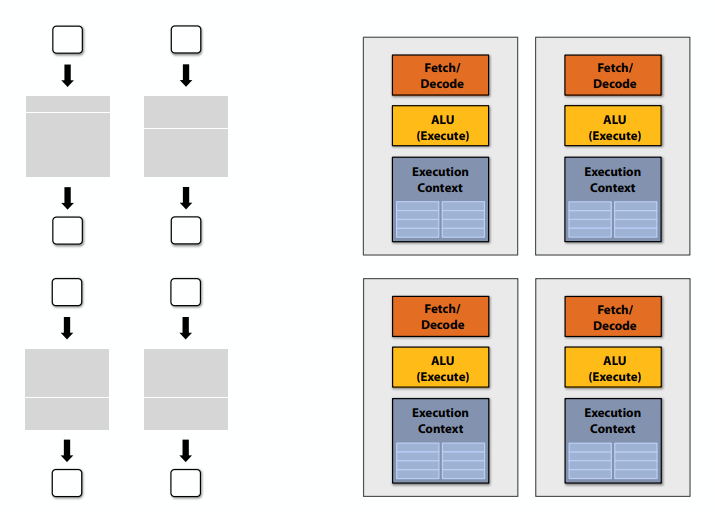 Fetch/
Decode
ALU
(Execute)
Execution
Context
Fetch/
Decode
ALU
(Execute)
Execution
Context
Fetch/
Decode
ALU
(Execute)
Execution
Context
Fetch/
Decode
ALU
(Execute)
Execution
Context